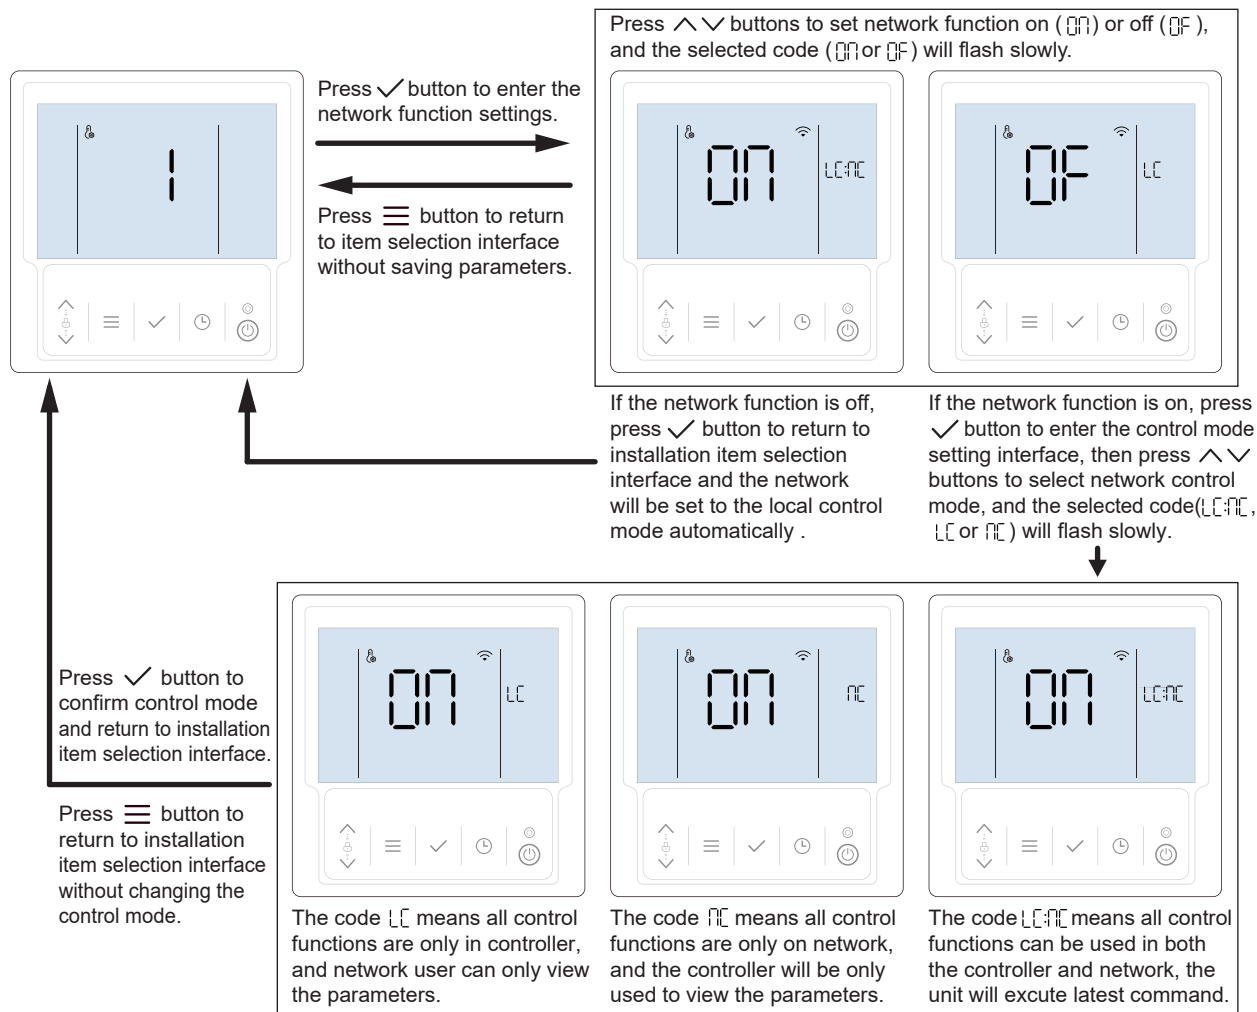 Press ∧ ∨ buttons to set network function on ( ON ) or off ( OF ),
and the selected code ( ON or OF ) will flash slowly.
Press ✓ button to enter the
network function settings.
Press ☰ button to return
to item selection interface
without saving parameters.
1
ON
LC:NC
OF
LC
If the network function is off,
press ✓ button to return to
installation item selection
interface and the network
will be set to the local control
mode automatically .
If the network function is on, press
✓ button to enter the control mode
setting interface, then press ∧ ∨
buttons to select network control
mode, and the selected code(LC:NC,
LC or NC ) will flash slowly.
Press ✓ button to
confirm control mode
and return to installation
item selection interface.
Press ☰ button to
return to installation
item selection interface
without changing the
control mode.
ON
LC
ON
NC
ON
LC:NC
The code LC means all control
functions are only in controller,
and network user can only view
the parameters.
The code NC means all control
functions are only on network,
and the controller will be only
used to view the parameters.
The code LC:NC means all control
functions can be used in both
the controller and network, the
unit will excute latest command.